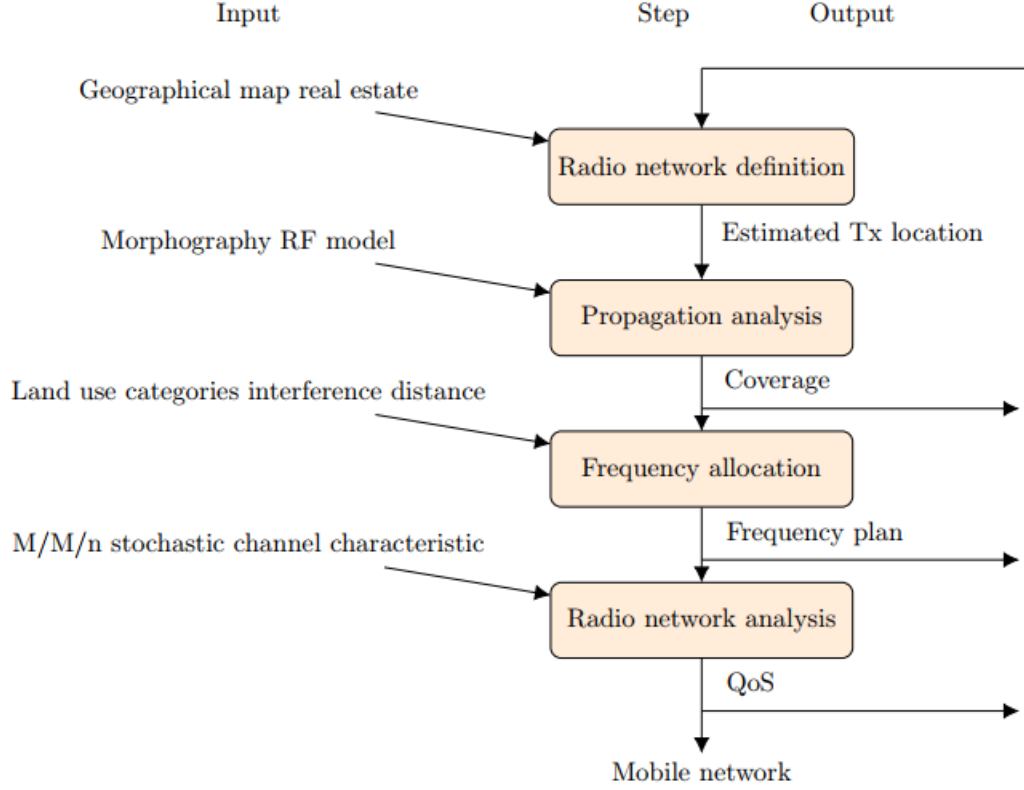 Input
Step
Output
Geographical map real estate
Radio network definition
Estimated Tx location
Morphography RF model
Propagation analysis
Coverage
Land use categories interference distance
Frequency allocation
Frequency plan
M/M/n stochastic channel characteristic
Radio network analysis
QoS
Mobile network